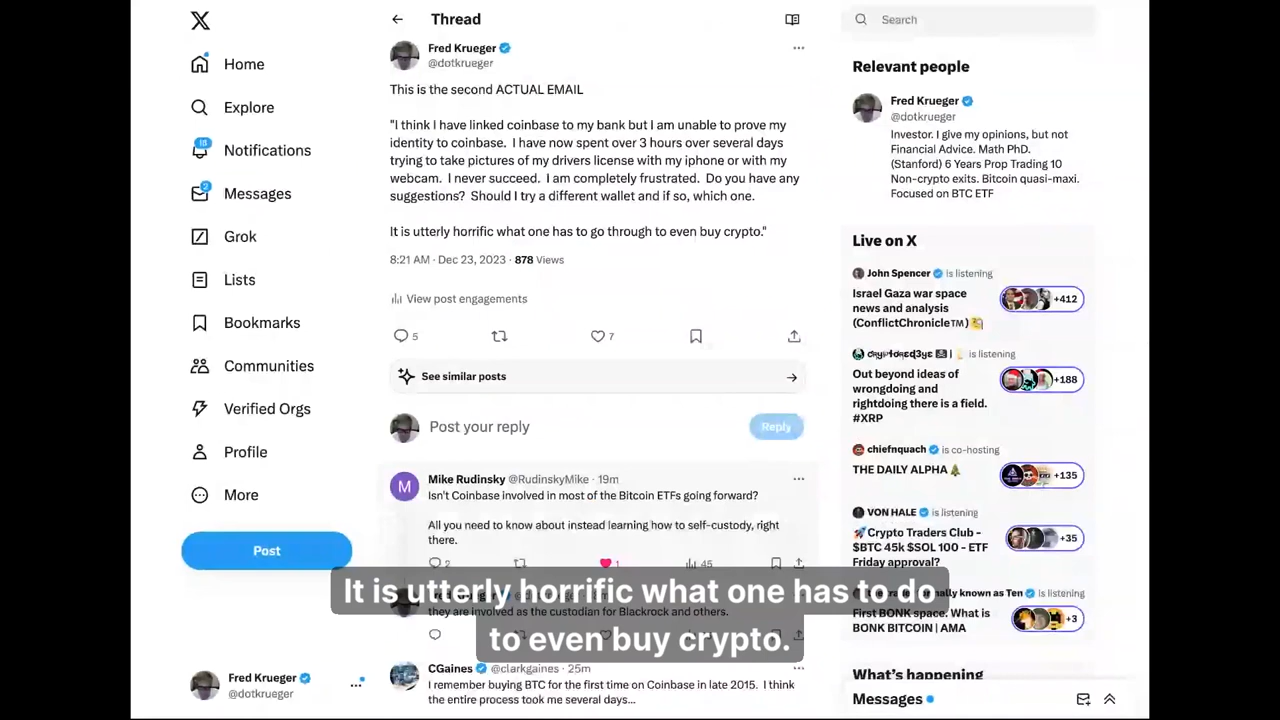 Home
Explore
18
Notifications
2
Messages
Grok
Lists
Bookmarks
Communities
Verified Orgs
Profile
More
Post
Fred Krueger
@dotkrueger
Thread
Fred Krueger
@dotkrueger
This is the second ACTUAL EMAIL
"I think I have linked coinbase to my bank but I am unable to prove my
identity to coinbase. I have now spent over 3 hours over several days
trying to take pictures of my drivers license with my iphone or with my
webcam. I never succeed. I am completely frustrated. Do you have any
suggestions? Should I try a different wallet and if so, which one.
It is utterly horrific what one has to go through to even buy crypto."
8:21 AM · Dec 23, 2023 · 878 Views
View post engagements
5
7
See similar posts
Post your reply
Reply
M
Mike Rudinsky @RudinskyMike · 19m
Isn't Coinbase involved in most of the Bitcoin ETFs going forward?
All you need to know about instead learning how to self-custody, right
there.
2 1 45
they are involved as the custodian for Blackrock and others.
CGaines @clarkgaines · 25m
I remember buying BTC for the first time on Coinbase in late 2015. I think
the entire process took me several days...
It is utterly horrific what one has to do
to even buy crypto.
Search
Relevant people
Fred Krueger
@dotkrueger
Investor. I give my opinions, but not
Financial Advice. Math PhD.
(Stanford) 6 Years Prop Trading 10
Non-crypto exits. Bitcoin quasi-maxi.
Focused on BTC ETF
Live on X
John Spencer is listening
Israel Gaza war space
news and analysis
(ConflictChronicle™)
+412
is listening
Out beyond ideas of
wrongdoing and
rightdoing there is a field.
#XRP
+188
chiefnquach is co-hosting
THE DAILY ALPHA
+135
VON HALE is listening
Crypto Traders Club -
$BTC 45k $SOL 100 - ETF
Friday approval?
+35
known as Ten is listening
First BONK space. What is
BONK BITCOIN | AMA
+3
What's happening
Messages